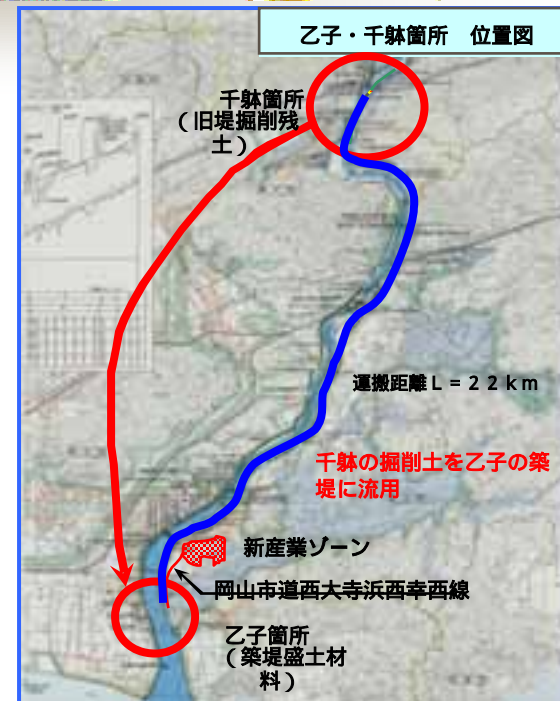 乙子・千躰箇所　位置図
千躰箇所
（旧堤掘削残
土）
運搬距離Ｌ＝２２ｋｍ
千躰の掘削土を乙子の築
堤に流用
新産業ゾーン
岡山市道西大寺浜西幸西線
乙子箇所
（築堤盛土材
料）